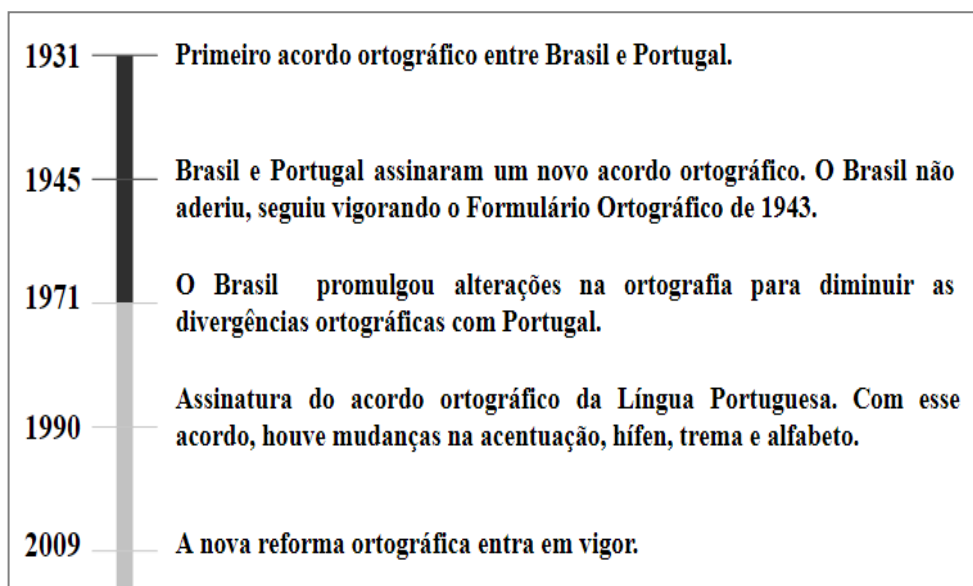 1931 Primeiro acordo ortográfico entre Brasil e Portugal.
1945 Brasil e Portugal assinaram um novo acordo ortográfico. O Brasil não
aderiu, seguiu vigorando o Formulário Ortográfico de 1943.
1971 O Brasil promulgou alterações na ortografia para diminuir as
divergências ortográficas com Portugal.
1990 Assinatura do acordo ortográfico da Língua Portuguesa. Com esse
acordo, houve mudanças na acentuação, hífen, trema e alfabeto.
2009 A nova reforma ortográfica entra em vigor.